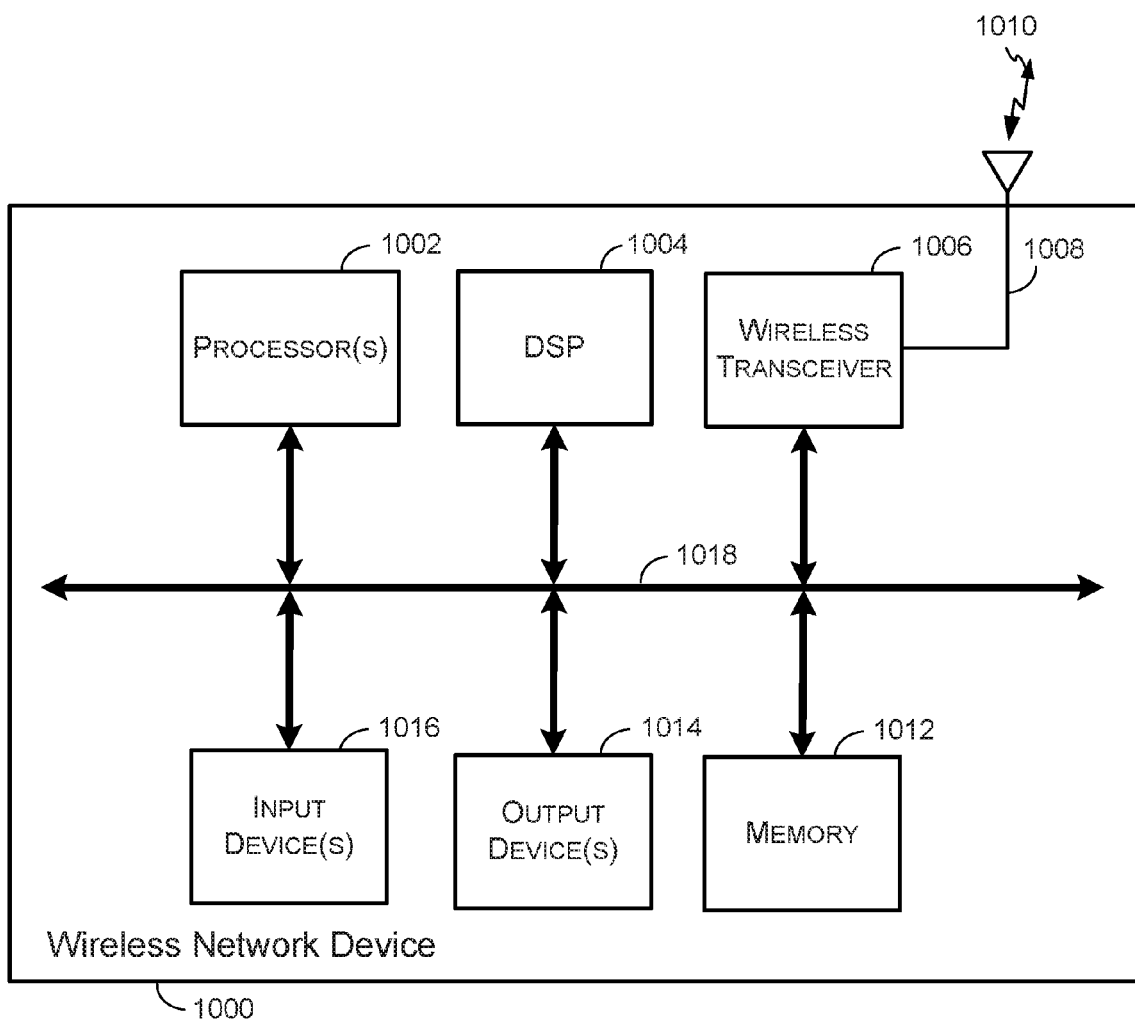 1010
1002
1004
1006
1008
PROCESSOR(S)
DSP
WIRELESS
TRANSCEIVER
1018
1016
1014
1012
INPUT
DEVICE(S)
OUTPUT
DEVICE(S)
MEMORY
Wireless Network Device
1000